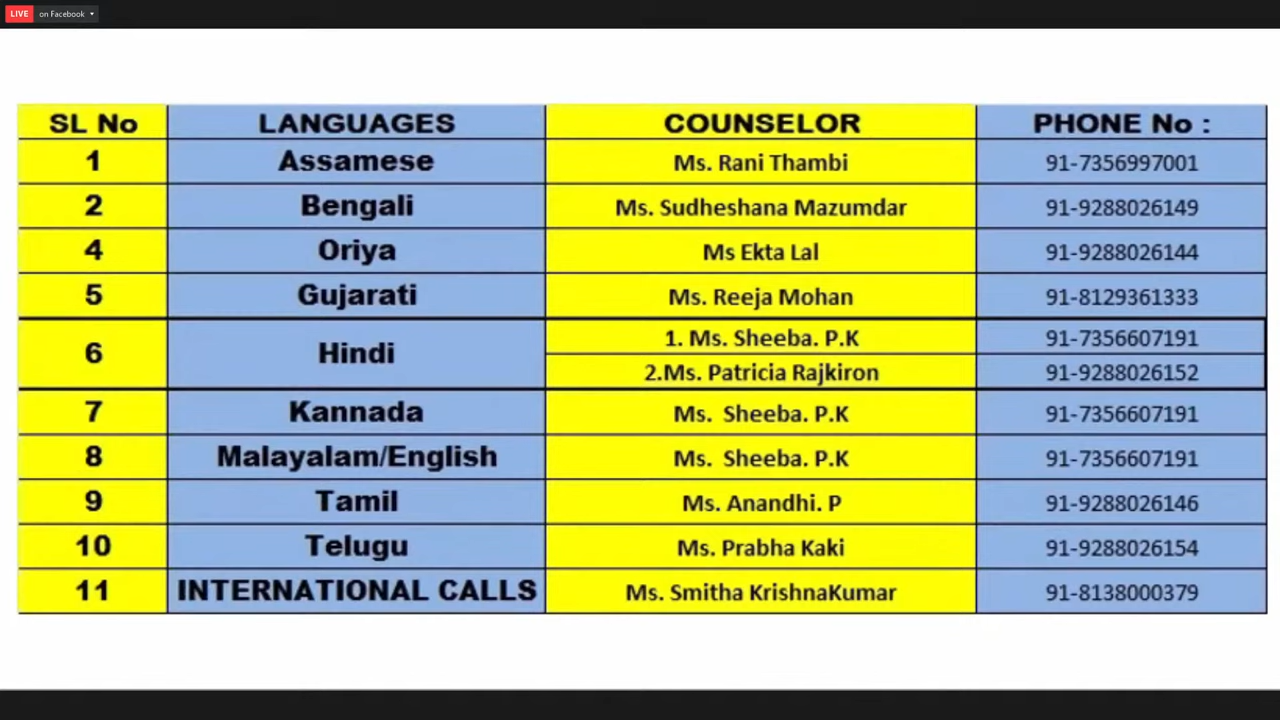 LIVE on Facebook
SL No LANGUAGES COUNSELOR PHONE No :
1 Assamese Ms. Rani Thambi 91-7356997001
2 Bengali Ms. Sudheshana Mazumdar 91-9288026149
4 Oriya Ms Ekta Lal 91-9288026144
5 Gujarati Ms. Reeja Mohan 91-8129361333
6 Hindi 1. Ms. Sheeba. P.K 91-7356607191
2.Ms. Patricia Rajkiron 91-9288026152
7 Kannada Ms. Sheeba. P.K 91-7356607191
8 Malayalam/English Ms. Sheeba. P.K 91-7356607191
9 Tamil Ms. Anandhi. P 91-9288026146
10 Telugu Ms. Prabha Kaki 91-9288026154
11 INTERNATIONAL CALLS Ms. Smitha KrishnaKumar 91-8138000379